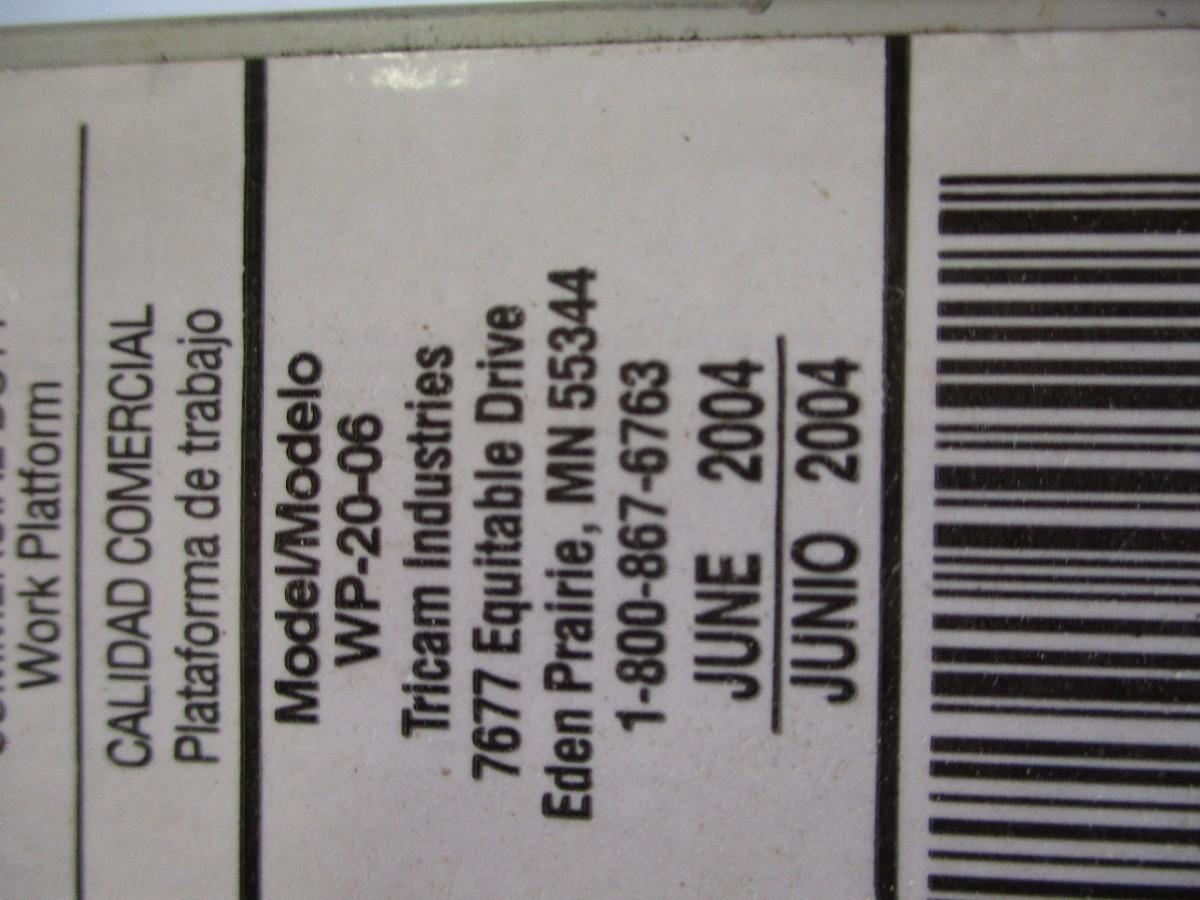 Work Platform
CALIDAD COMERCIAL
Plataforma de trabajo
Model/Modelo
WP-20-06
Tricam Industries
7677 Equitable Drive
Eden Prairie, MN 55344
1-800-867-6763
JUNE 2004
JUNIO 2004